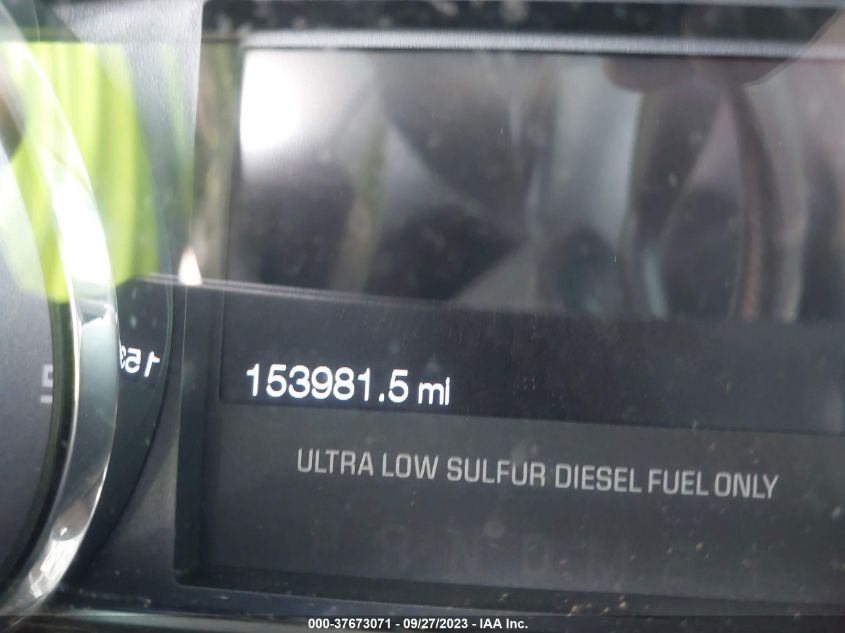 153981.5 mi
ULTRA LOW SULFUR DIESEL FUEL ONLY
000-37673071 - 09/27/2023 - IAA Inc.